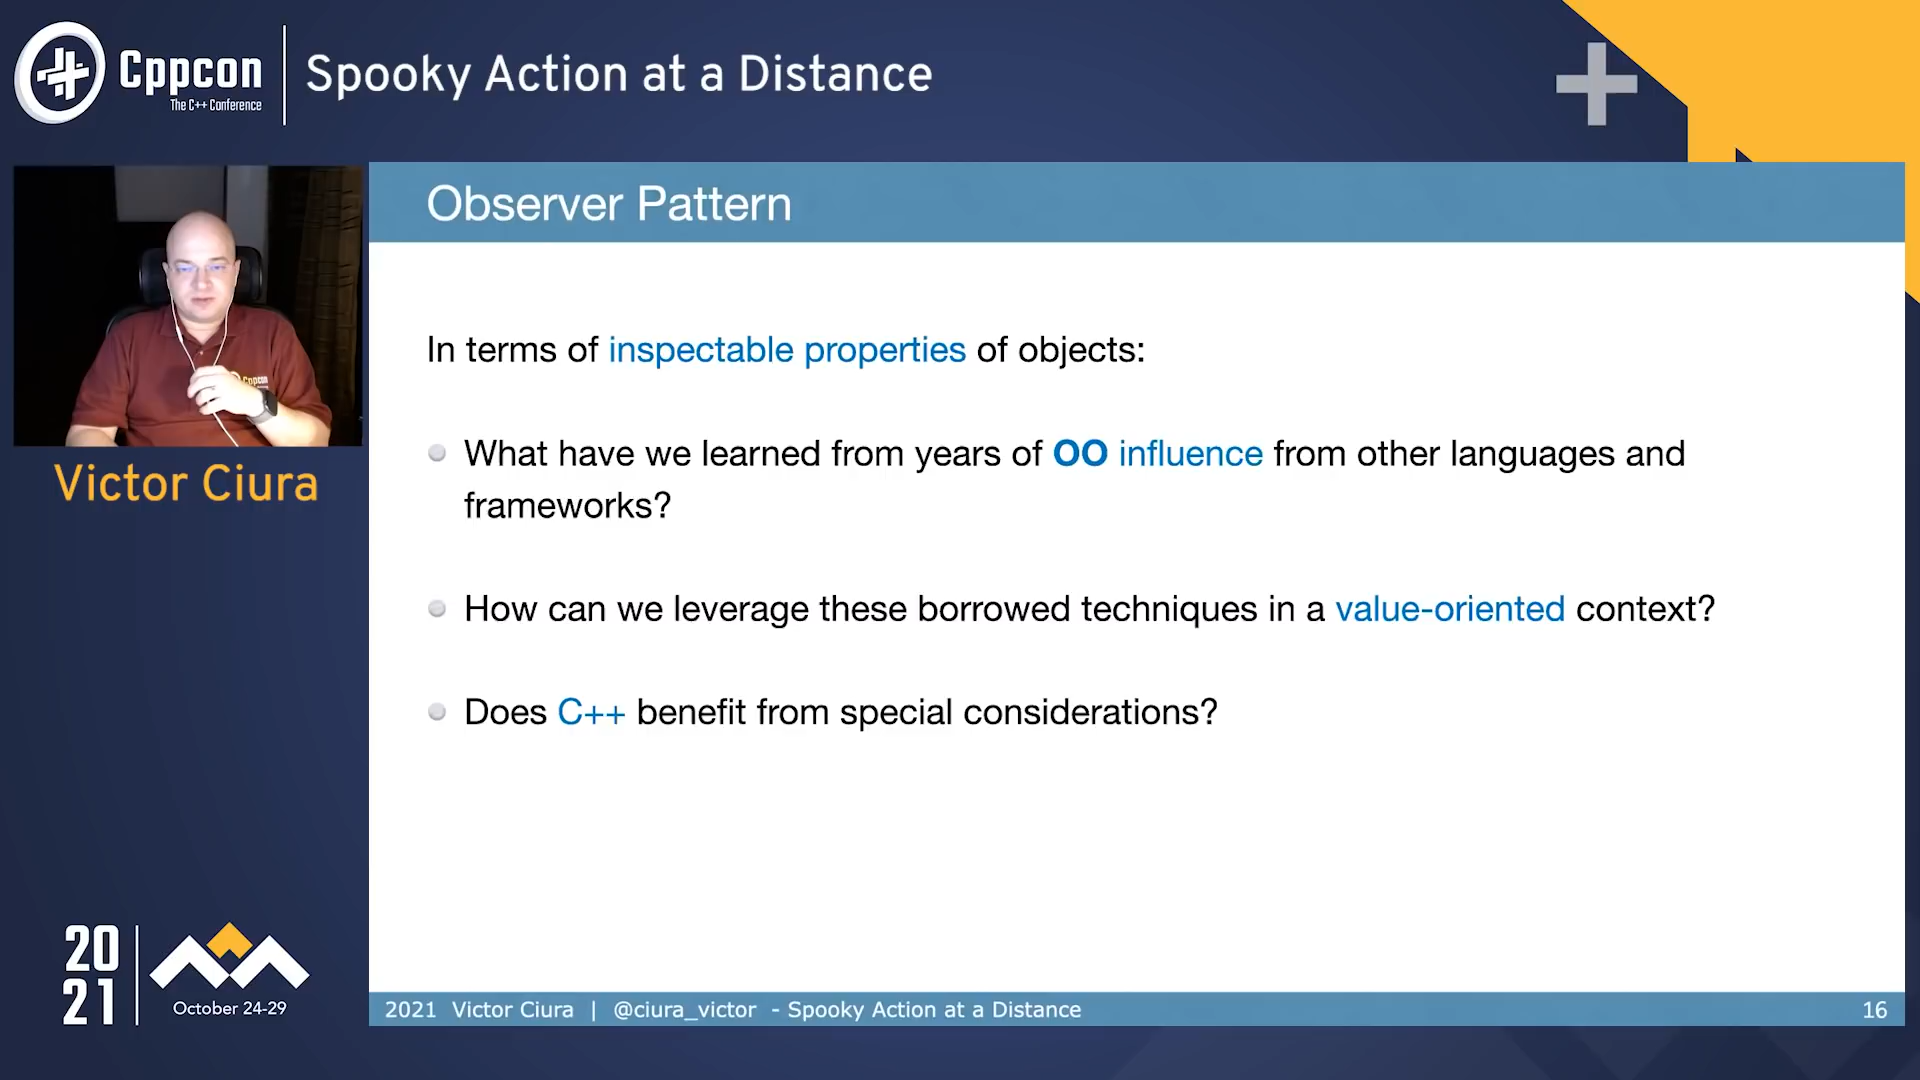 Cppcon
The C++ Conference
Spooky Action at a Distance
Victor Ciura
Observer Pattern
In terms of inspectable properties of objects:
What have we learned from years of OO influence from other languages and
frameworks?
How can we leverage these borrowed techniques in a value-oriented context?
Does C++ benefit from special considerations?
20
21
October 24-29
2021 Victor Ciura | @ciura_victor - Spooky Action at a Distance
16